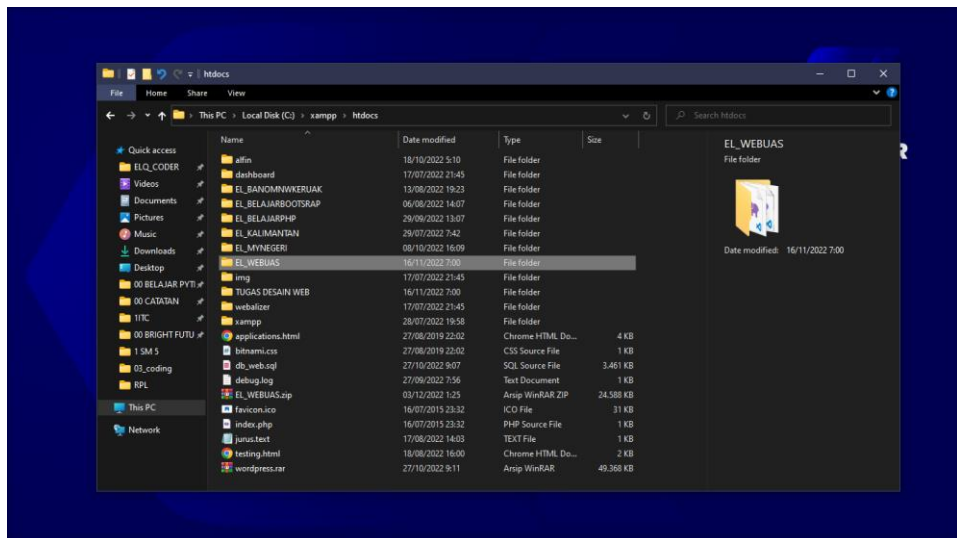 htdocs
File Home Share View
This PC > Local Disk (C:) > xampp > htdocs
Search htdocs
Quick access
ELQ_CODER
Videos
Documents
Pictures
Music
Downloads
Desktop
00 BELAJAR PYTI
00 CATATAN
1ITC
00 BRIGHT FUTU
1 SM 5
03_coding
RPL
This PC
Network
Name Date modified Type Size
alfin 18/10/2022 5:10 File folder
dashboard 17/07/2022 21:45 File folder
EL_BANOMNWKERUAK 13/08/2022 19:23 File folder
EL_BELAJARBOOTSRAP 06/08/2022 14:07 File folder
EL_BELAJARPHP 29/09/2022 13:07 File folder
EL_KALIMANTAN 29/07/2022 7:42 File folder
EL_MYNEGERI 08/10/2022 16:09 File folder
EL_WEBUAS 16/11/2022 7:00 File folder
img 17/07/2022 21:45 File folder
TUGAS DESAIN WEB 16/11/2022 7:00 File folder
webalizer 17/07/2022 21:45 File folder
xampp 28/07/2022 19:58 File folder
applications.html 27/08/2019 22:02 Chrome HTML Do... 4 KB
bitnami.css 27/08/2019 22:02 CSS Source File 1 KB
db_web.sql 27/10/2022 9:07 SQL Source File 3.461 KB
debug.log 27/09/2022 7:56 Text Document 1 KB
EL_WEBUAS.zip 03/12/2022 1:25 Arsip WinRAR ZIP 24.588 KB
favicon.ico 16/07/2015 23:32 ICO File 31 KB
index.php 16/07/2015 23:32 PHP Source File 1 KB
jurus.text 17/08/2022 14:03 TEXT File 1 KB
testing.html 18/08/2022 16:00 Chrome HTML Do... 2 KB
wordpress.rar 27/10/2022 9:11 Arsip WinRAR 49.368 KB
EL_WEBUAS
File folder
Date modified: 16/11/2022 7:00
R